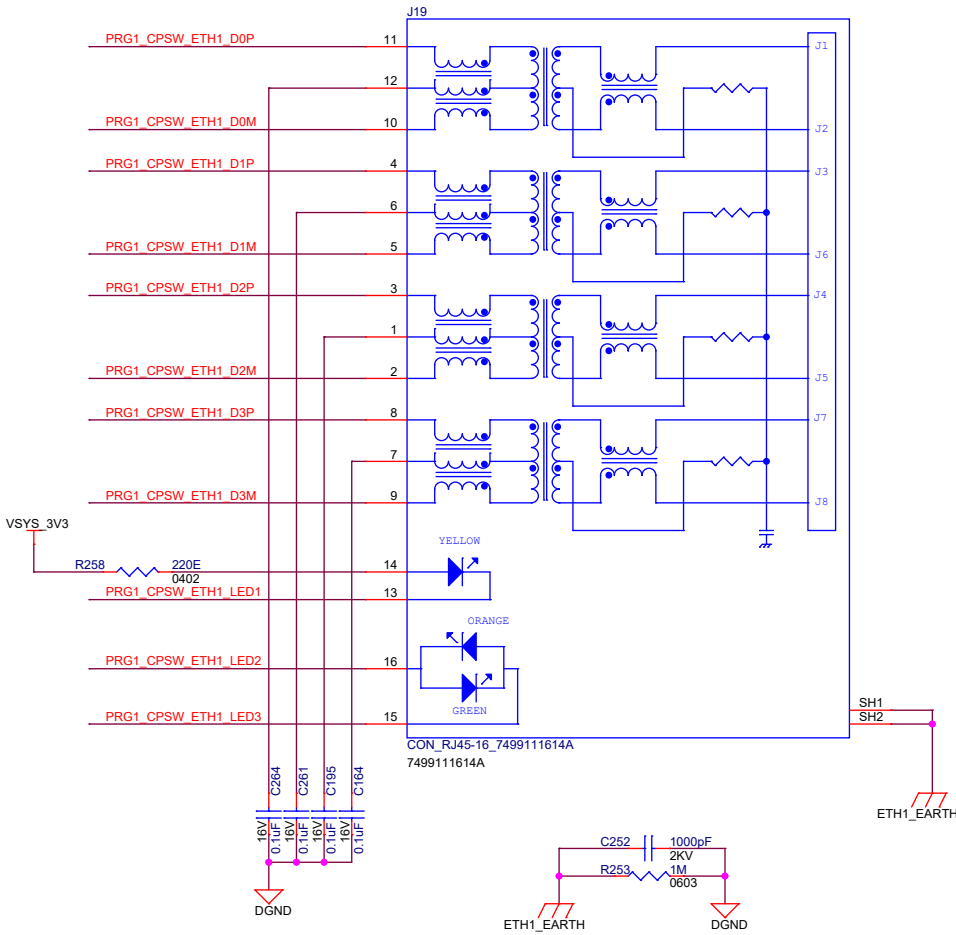 J19
PRG1_CPSW_ETH1_D0P 11 J1
12
PRG1_CPSW_ETH1_D0M 10 J2
PRG1_CPSW_ETH1_D1P 4 J3
6
PRG1_CPSW_ETH1_D1M 5 J6
PRG1_CPSW_ETH1_D2P 3 J4
1
PRG1_CPSW_ETH1_D2M 2 J5
PRG1_CPSW_ETH1_D3P 8 J7
7
PRG1_CPSW_ETH1_D3M 9 J8
VSYS_3V3
YELLOW
R258 220E 14
0402
PRG1_CPSW_ETH1_LED1 13
ORANGE
PRG1_CPSW_ETH1_LED2 16
GREEN
PRG1_CPSW_ETH1_LED3 15
SH1
SH2
CON_RJ45-16_7499111614A
7499111614A
C264 C261 C195 C164
16V 16V 16V 16V
0.1uF 0.1uF 0.1uF 0.1uF
ETH1_EARTH
C252 1000pF
2KV
R253 1M
0603
DGND
ETH1_EARTH DGND